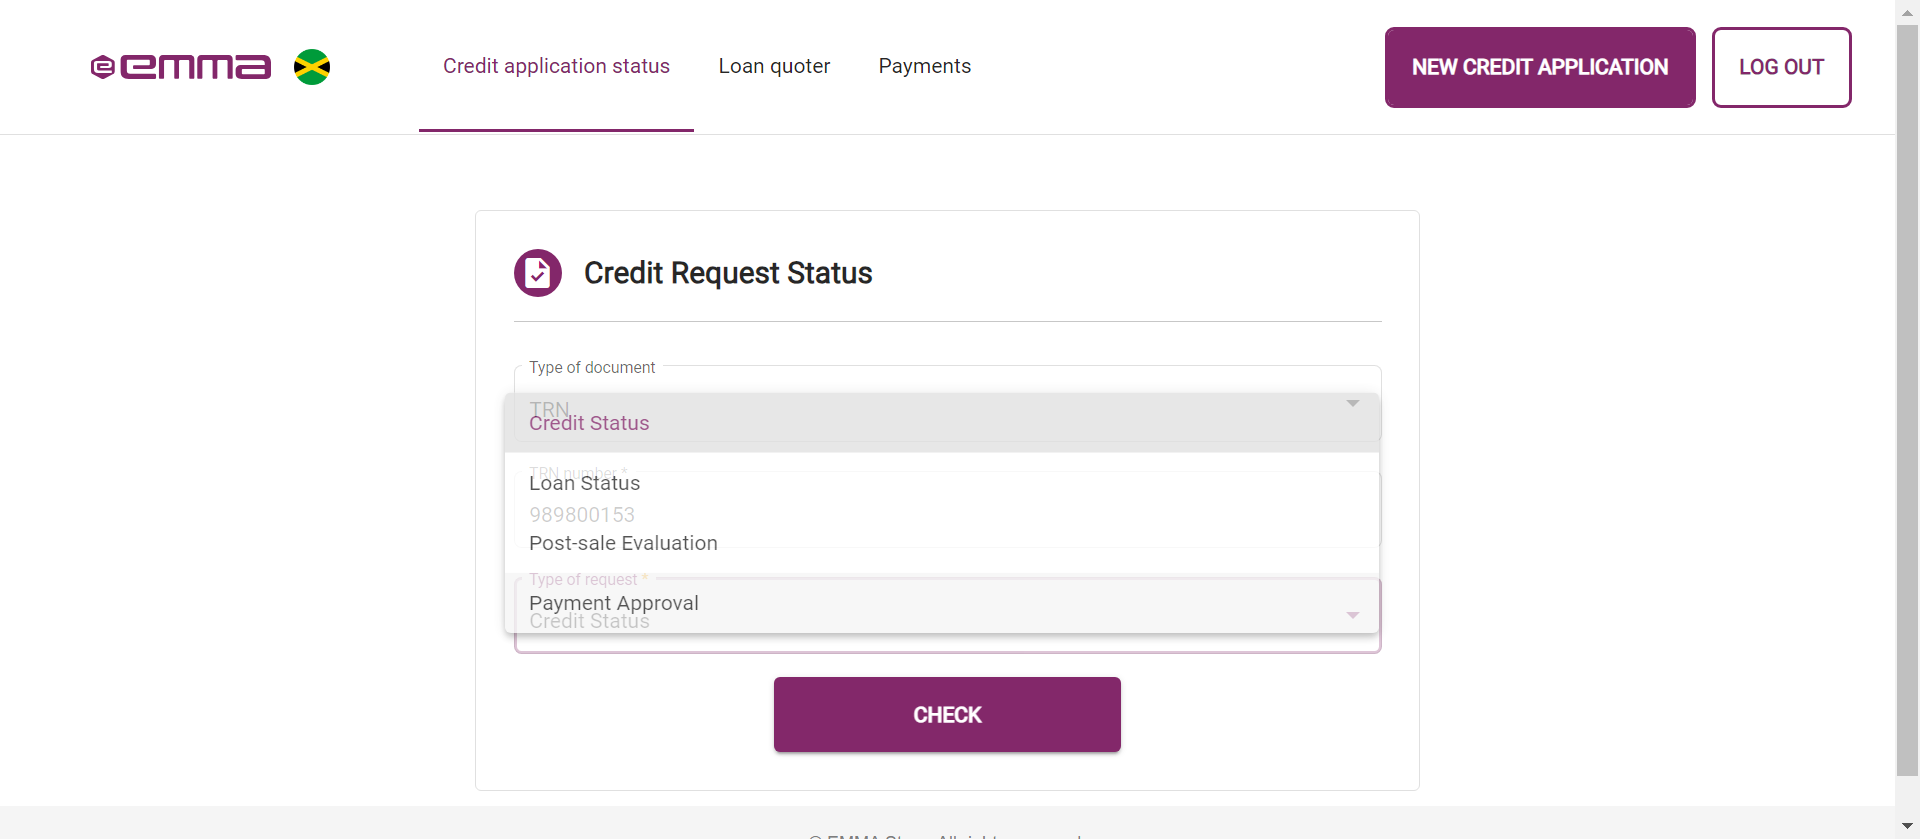 emma
Credit application status
Loan quoter
Payments
NEW CREDIT APPLICATION
LOG OUT
Credit Request Status
Type of document
TRN
Credit Status
TRN number *
Loan Status
989800153
Post-sale Evaluation
Type of request *
Payment Approval
Credit Status
CHECK